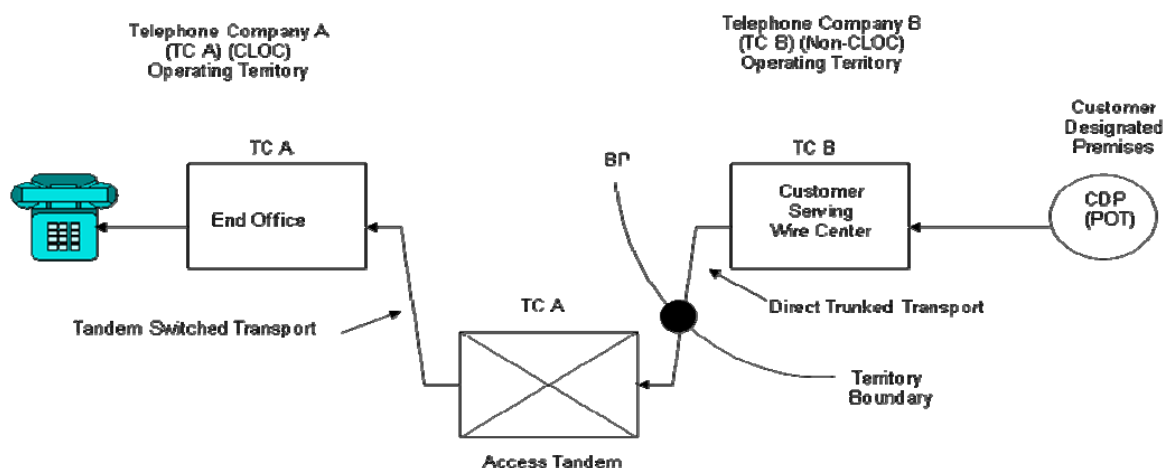 Telephone Company A
(TC A) (CLOC)
Operating Territory
Telephone Company B
(TC B) (Non-CLOC)
Operating Territory
Customer
Designated
Premises
TC A
End Office
BP
TC B
Customer
Serving
Wire Center
CDP
(POT)
Tandem Switched Transport
TC A
Direct Trunked Transport
Territory
Boundary
Access Tandem